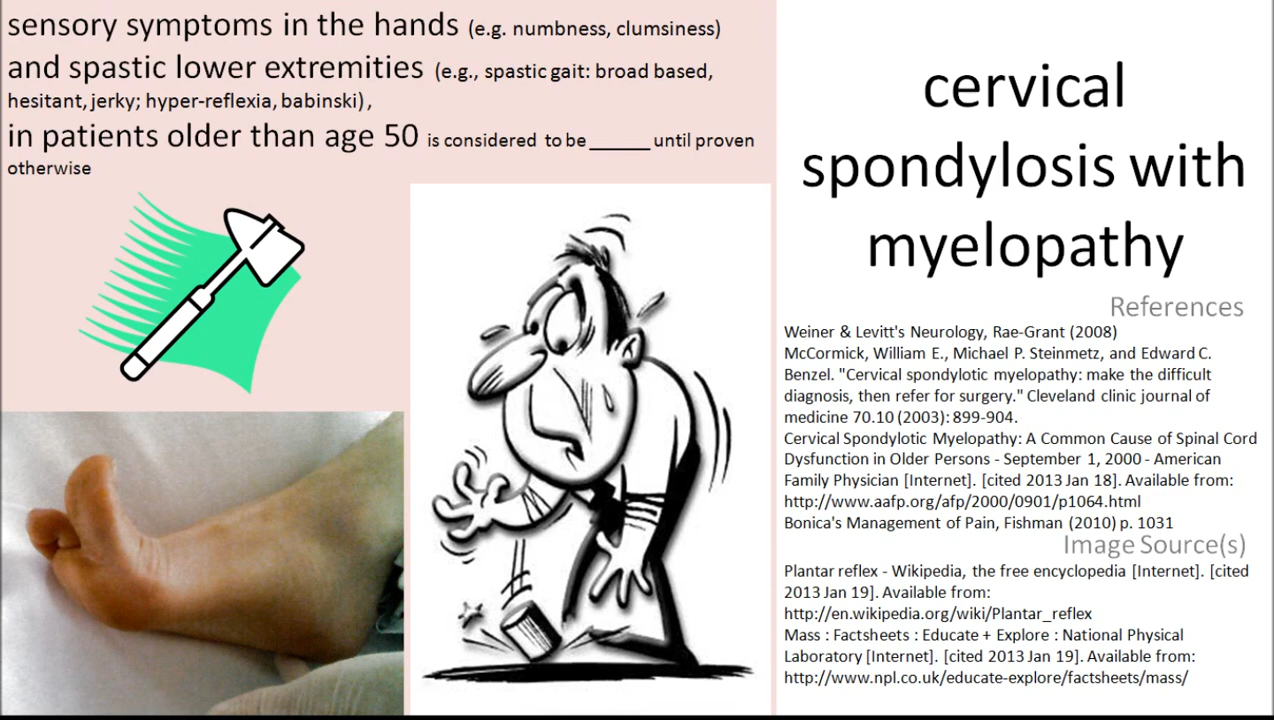 sensory symptoms in the hands (e.g. numbness, clumsiness)
and spastic lower extremities (e.g., spastic gait: broad based,
hesitant, jerky; hyper-reflexia, babinski),
in patients older than age 50 is considered to be ______ until proven
otherwise
cervical
spondylosis with
myelopathy
References
Weiner & Levitt's Neurology, Rae-Grant (2008)
McCormick, William E., Michael P. Steinmetz, and Edward C.
Benzel. "Cervical spondylotic myelopathy: make the difficult
diagnosis, then refer for surgery." Cleveland clinic journal of
medicine 70.10 (2003): 899-904.
Cervical Spondylotic Myelopathy: A Common Cause of Spinal Cord
Dysfunction in Older Persons - September 1, 2000 - American
Family Physician [Internet]. [cited 2013 Jan 18]. Available from:
http://www.aafp.org/afp/2000/0901/p1064.html
Bonica's Management of Pain, Fishman (2010) p. 1031
Image Source(s)
Plantar reflex - Wikipedia, the free encyclopedia [Internet]. [cited
2013 Jan 19]. Available from:
http://en.wikipedia.org/wiki/Plantar_reflex
Mass : Factsheets : Educate + Explore : National Physical
Laboratory [Internet]. [cited 2013 Jan 19]. Available from:
http://www.npl.co.uk/educate-explore/factsheets/mass/